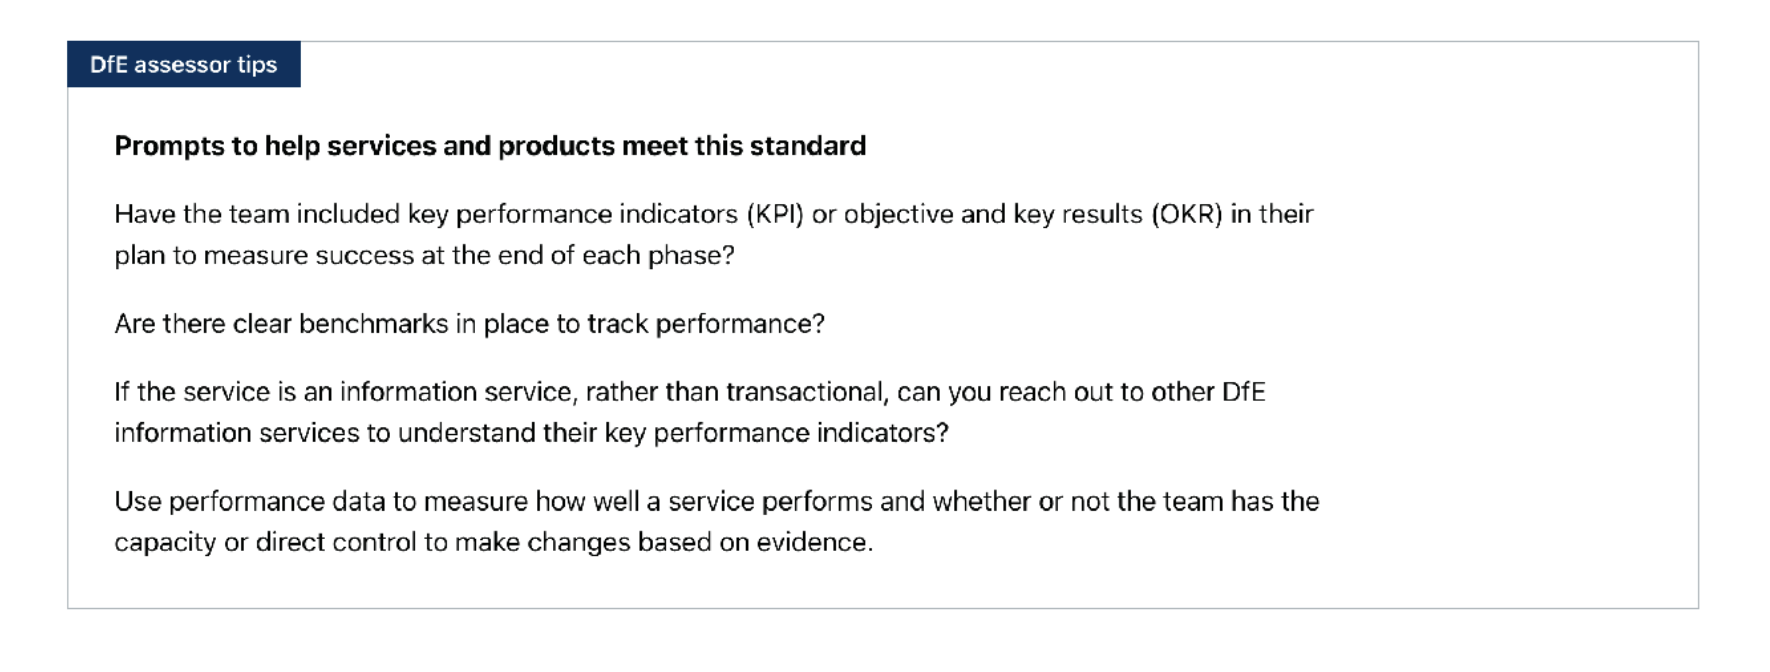 DfE assessor tips
Prompts to help services and products meet this standard
Have the team included key performance indicators (KPI) or objective and key results (OKR) in their
plan to measure success at the end of each phase?
Are there clear benchmarks in place to track performance?
If the service is an information service, rather than transactional, can you reach out to other DfE
information services to understand their key performance indicators?
Use performance data to measure how well a service performs and whether or not the team has the
capacity or direct control to make changes based on evidence.